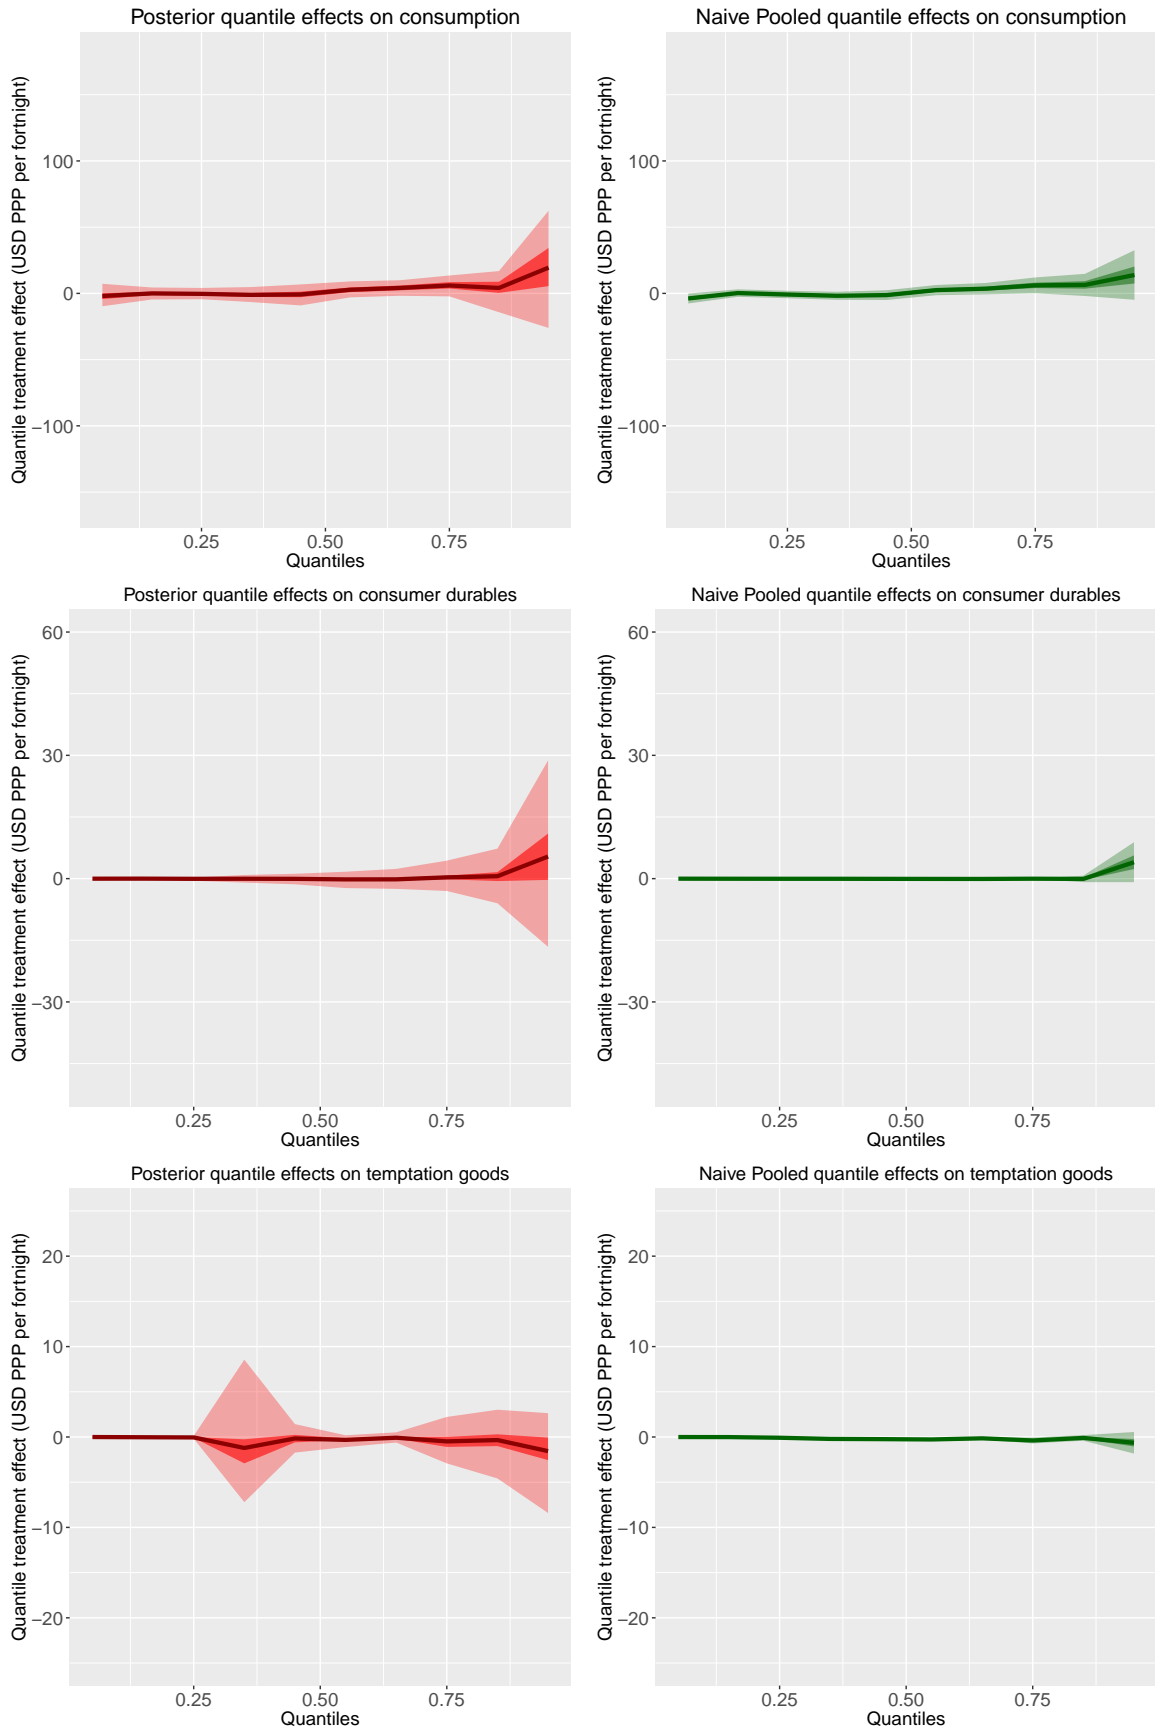 Posterior quantile effects on consumption
Quantile treatment effect (USD PPP per fortnight)
100
0
−100
0.25 0.50 0.75
Quantiles
Naive Pooled quantile effects on consumption
Quantile treatment effect (USD PPP per fortnight)
100
0
−100
0.25 0.50 0.75
Quantiles
Posterior quantile effects on consumer durables
Quantile treatment effect (USD PPP per fortnight)
60
30
0
−30
0.25 0.50 0.75
Quantiles
Naive Pooled quantile effects on consumer durables
Quantile treatment effect (USD PPP per fortnight)
60
30
0
−30
0.25 0.50 0.75
Quantiles
Posterior quantile effects on temptation goods
Quantile treatment effect (USD PPP per fortnight)
20
10
0
−10
−20
0.25 0.50 0.75
Quantiles
Naive Pooled quantile effects on temptation goods
Quantile treatment effect (USD PPP per fortnight)
20
10
0
−10
−20
0.25 0.50 0.75
Quantiles